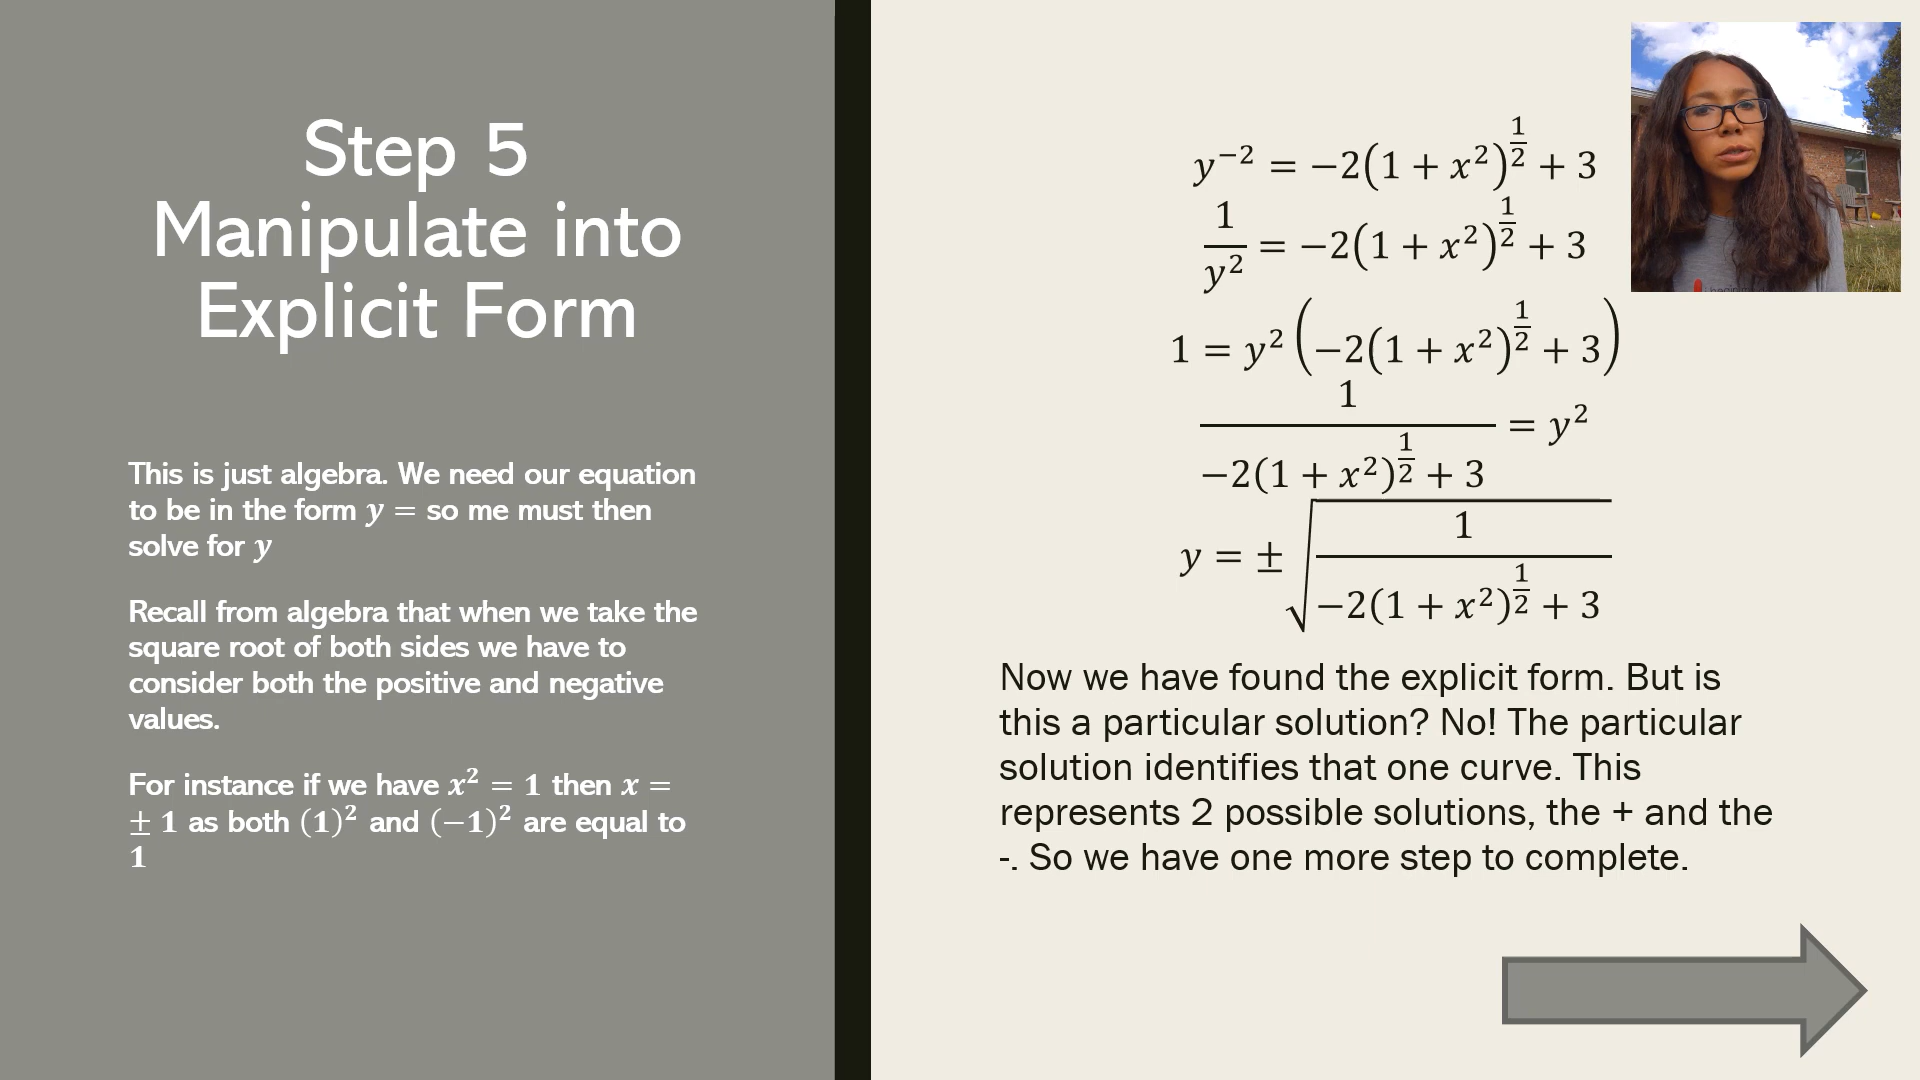 Step 5
Manipulate into
Explicit Form
This is just algebra. We need our equation
to be in the form y = so me must then
solve for y
Recall from algebra that when we take the
square root of both sides we have to
consider both the positive and negative
values.
For instance if we have x² = 1 then x =
± 1 as both (1)² and (−1)² are equal to
1
y⁻² = −2(1 + x²)^(1/2) + 3
1/y² = −2(1 + x²)^(1/2) + 3
1 = y² (−2(1 + x²)^(1/2) + 3)
1/(−2(1 + x²)^(1/2) + 3) = y²
y = ± √(1/(−2(1 + x²)^(1/2) + 3))
Now we have found the explicit form. But is
this a particular solution? No! The particular
solution identifies that one curve. This
represents 2 possible solutions, the + and the
-. So we have one more step to complete.